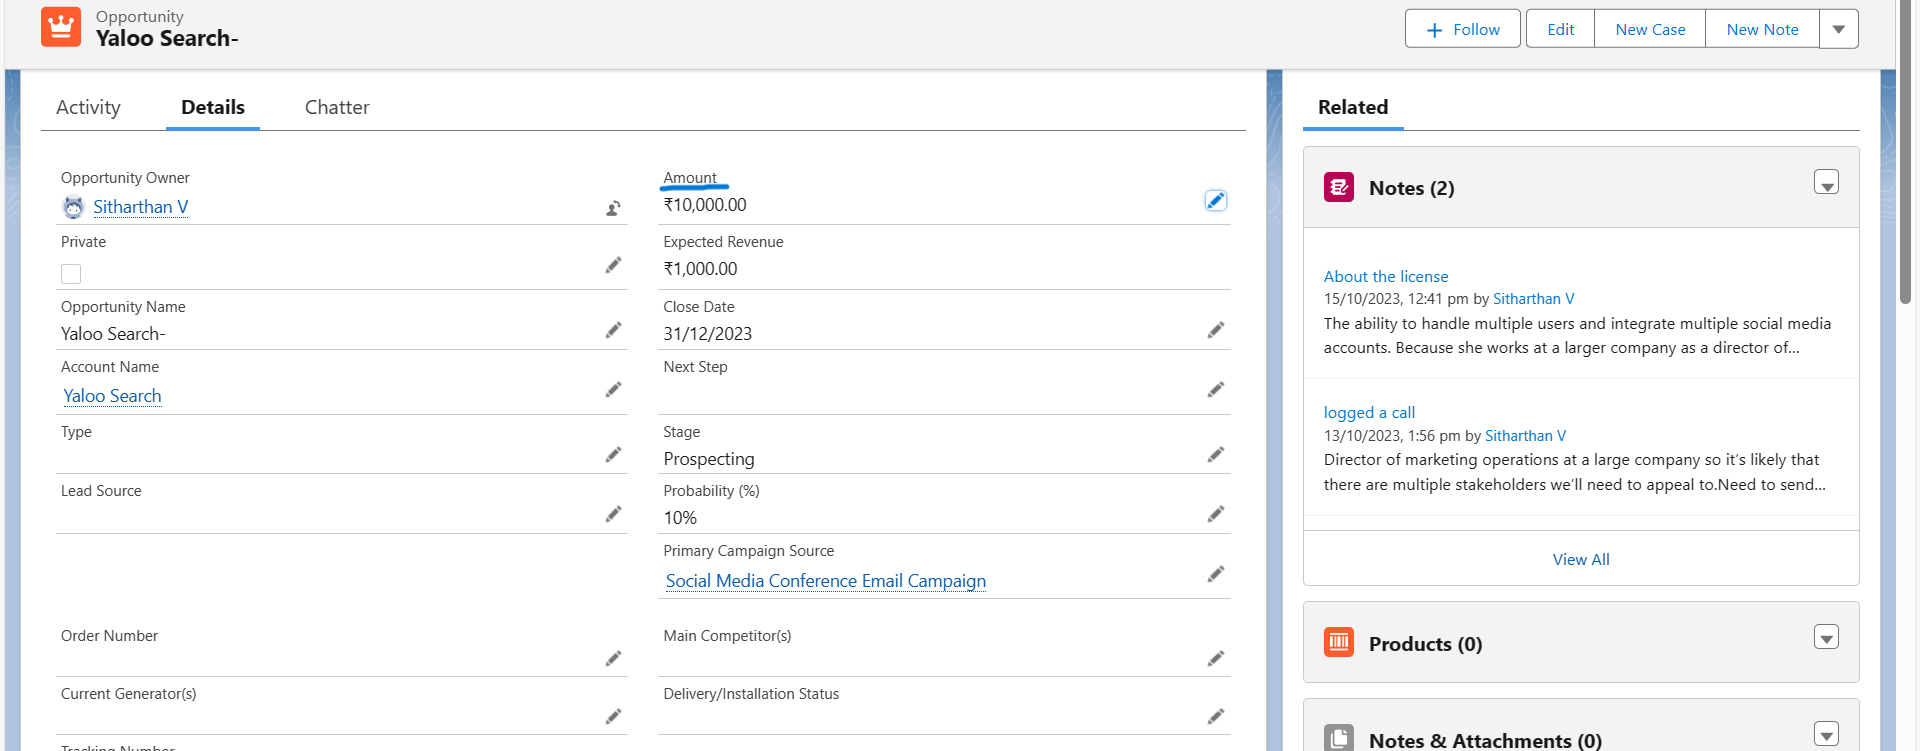 Opportunity
Yaloo Search-
Follow
Edit
New Case
New Note
Activity
Details
Chatter
Opportunity Owner
Sitharthan V
Private
Opportunity Name
Yaloo Search-
Account Name
Yaloo Search
Type
Lead Source
Order Number
Current Generator(s)
Tracking Number
Amount
₹10,000.00
Expected Revenue
₹1,000.00
Close Date
31/12/2023
Next Step
Stage
Prospecting
Probability (%)
10%
Primary Campaign Source
Social Media Conference Email Campaign
Main Competitor(s)
Delivery/Installation Status
Related
Notes (2)
About the license
15/10/2023, 12:41 pm by Sitharthan V
The ability to handle multiple users and integrate multiple social media
accounts. Because she works at a larger company as a director of...
logged a call
13/10/2023, 1:56 pm by Sitharthan V
Director of marketing operations at a large company so it’s likely that
there are multiple stakeholders we’ll need to appeal to.Need to send...
View All
Products (0)
Notes & Attachments (0)